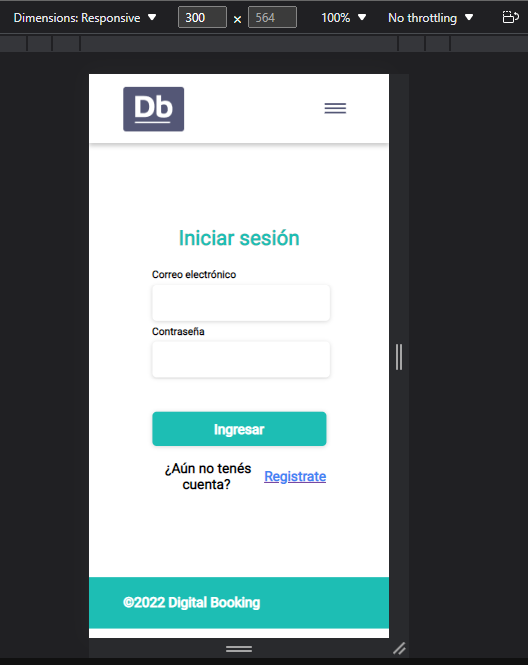 Dimensions: Responsive 300 × 564 100% No throttling
Db
Iniciar sesión
Correo electrónico
Contraseña
Ingresar
¿Aún no tenés
cuenta?
Registrate
©2022 Digital Booking